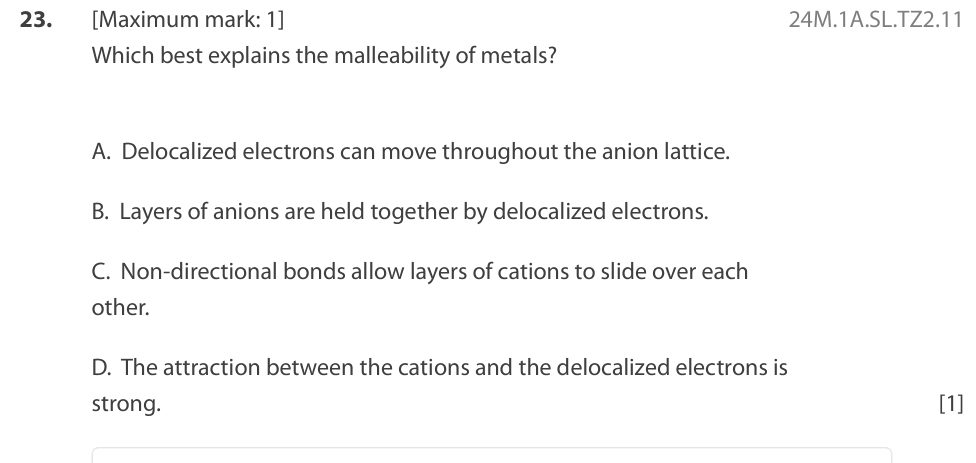 23. [Maximum mark: 1] 24M.1A.SL.TZ2.11
Which best explains the malleability of metals?
A. Delocalized electrons can move throughout the anion lattice.
B. Layers of anions are held together by delocalized electrons.
C. Non-directional bonds allow layers of cations to slide over each
other.
D. The attraction between the cations and the delocalized electrons is
strong. [1]